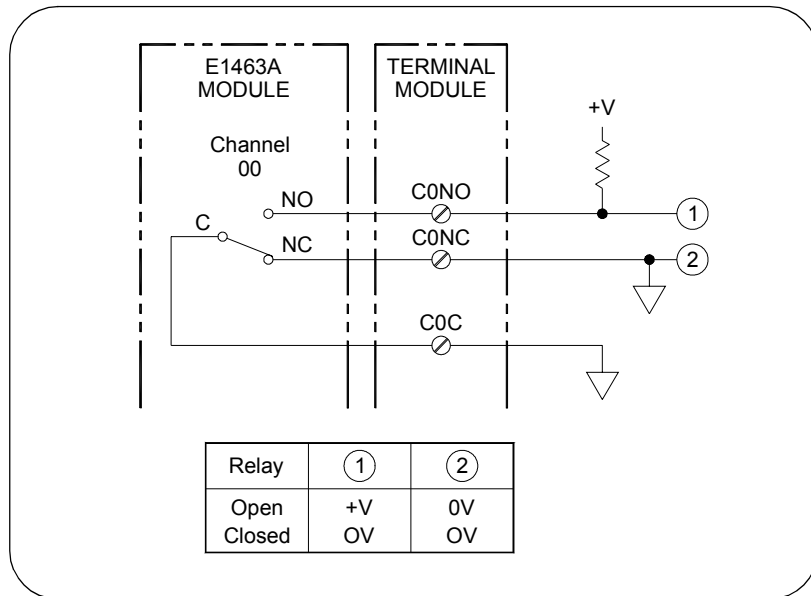 E1463A
MODULE
TERMINAL
MODULE
+V
Channel
00
NO
C0NO
1
C
NC
C0NC
2
C0C
Relay 1 2
Open +V 0V
Closed OV OV